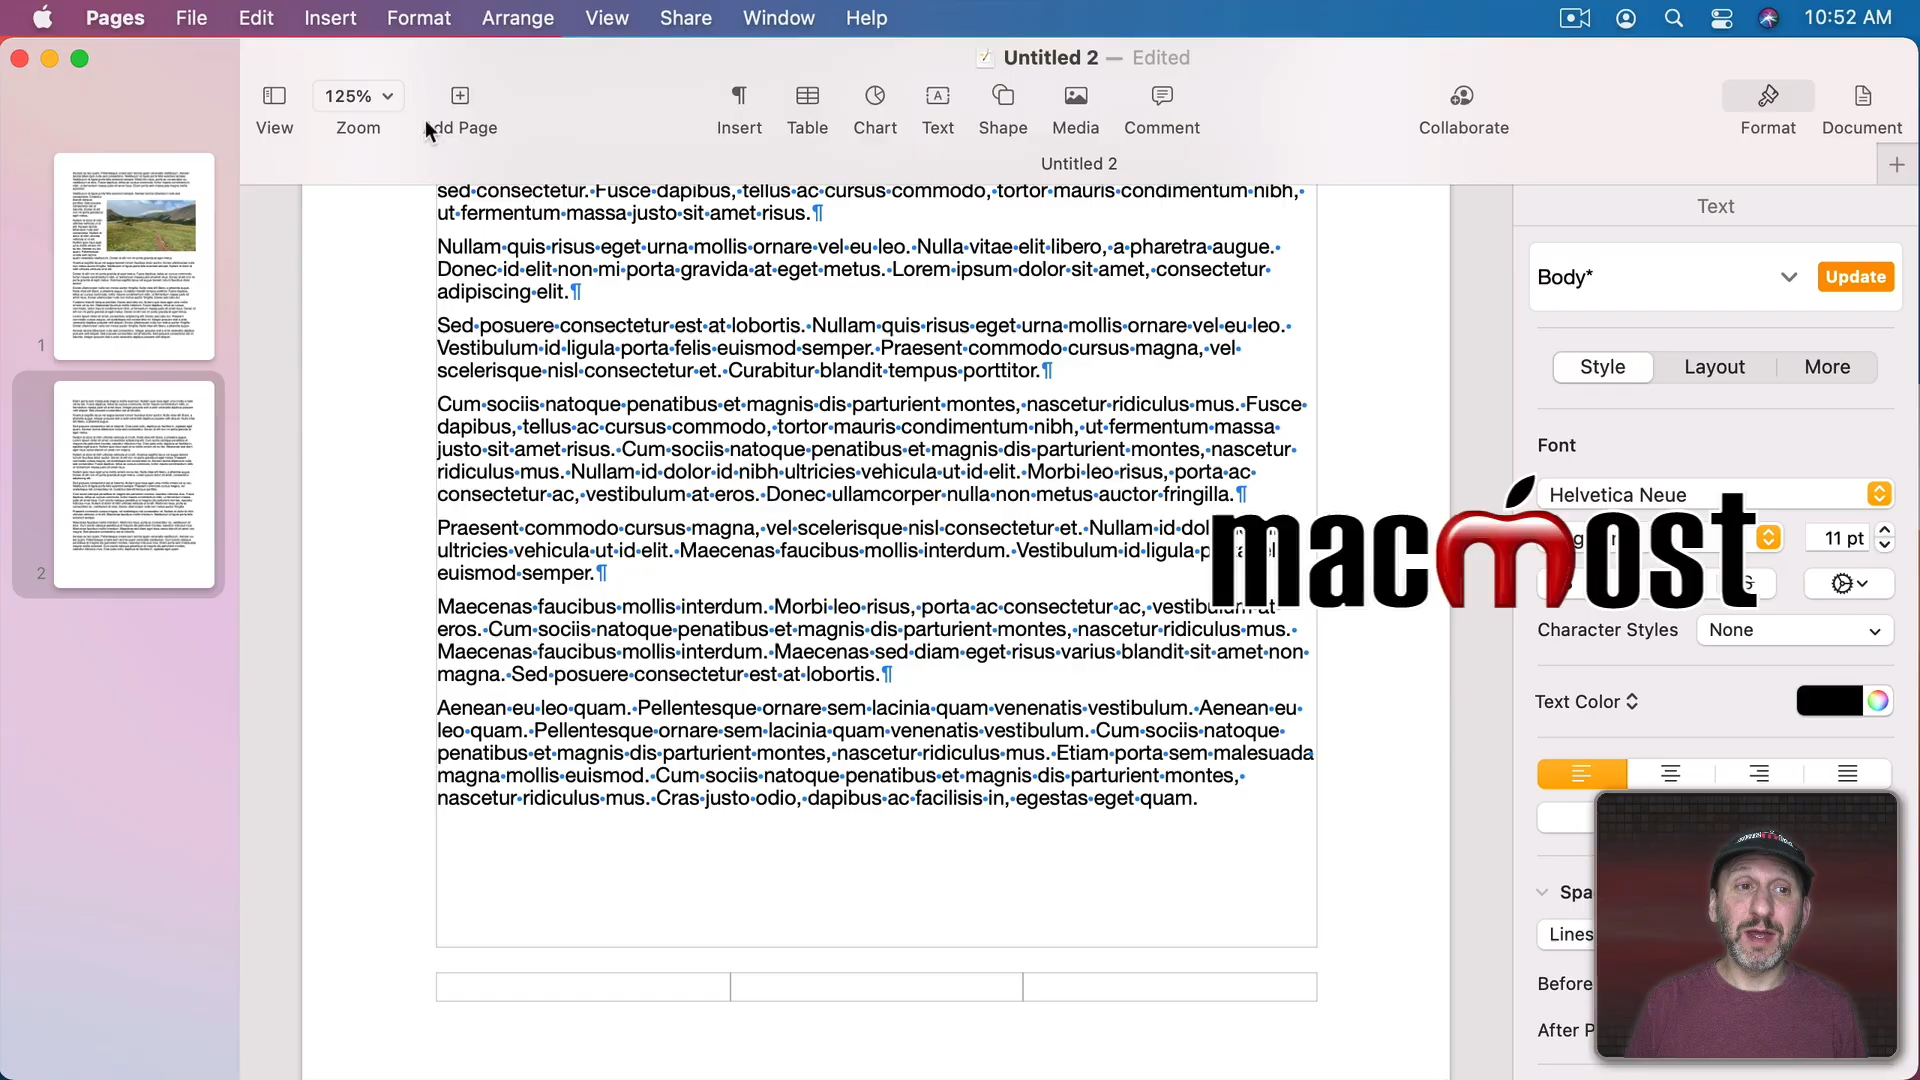 Pages File Edit Insert Format Arrange View Share Window Help 10:52 AM
Untitled 2 — Edited
125%
View Zoom Add Page Insert Table Chart Text Shape Media Comment Collaborate Format Document
Untitled 2
sed consectetur. Fusce dapibus, tellus ac cursus commodo, tortor mauris condimentum nibh,
ut fermentum massa justo sit amet risus.¶
Nullam quis risus eget urna mollis ornare vel eu leo. Nulla vitae elit libero, a pharetra augue.
Donec id elit non mi porta gravida at eget metus. Lorem ipsum dolor sit amet, consectetur
adipiscing elit.¶
Sed posuere consectetur est at lobortis. Nullam quis risus eget urna mollis ornare vel eu leo.
Vestibulum id ligula porta felis euismod semper. Praesent commodo cursus magna, vel
scelerisque nisl consectetur et. Curabitur blandit tempus porttitor.¶
Cum sociis natoque penatibus et magnis dis parturient montes, nascetur ridiculus mus. Fusce
dapibus, tellus ac cursus commodo, tortor mauris condimentum nibh, ut fermentum massa
justo sit amet risus. Cum sociis natoque penatibus et magnis dis parturient montes, nascetur
ridiculus mus. Nullam id dolor id nibh ultricies vehicula ut id elit. Morbi leo risus, porta ac
consectetur ac, vestibulum at eros. Donec ullamcorper nulla non metus auctor fringilla.¶
Praesent commodo cursus magna, vel scelerisque nisl consectetur et. Nullam id
ultricies vehicula ut id elit. Maecenas faucibus mollis interdum. Vestibulum id ligula
euismod semper.¶
Maecenas faucibus mollis interdum. Morbi leo risus, porta ac consectetur ac, vestibulum at
eros. Cum sociis natoque penatibus et magnis dis parturient montes, nascetur ridiculus mus.
Maecenas faucibus mollis interdum. Maecenas sed diam eget risus varius blandit sit amet non
magna. Sed posuere consectetur est at lobortis.¶
Aenean eu leo quam. Pellentesque ornare sem lacinia quam venenatis vestibulum. Aenean eu
leo quam. Pellentesque ornare sem lacinia quam venenatis vestibulum. Cum sociis natoque
penatibus et magnis dis parturient montes, nascetur ridiculus mus. Etiam porta sem malesuada
magna mollis euismod. Cum sociis natoque penatibus et magnis dis parturient montes,
nascetur ridiculus mus. Cras justo odio, dapibus ac facilisis in, egestas eget quam.
1
2
Text
Body* Update
Style Layout More
Font
Helvetica Neue
11 pt
macmost
Character Styles None
Text Color
Spa
Lines
Before
After P